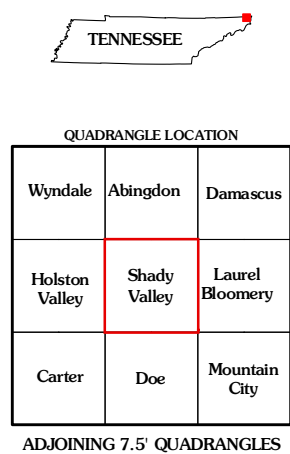 TENNESSEE
QUADRANGLE LOCATION
Wyndale
Abingdon
Damascus
Holston
Valley
Shady
Valley
Laurel
Bloomery
Carter
Doe
Mountain
City
ADJOINING 7.5' QUADRANGLES